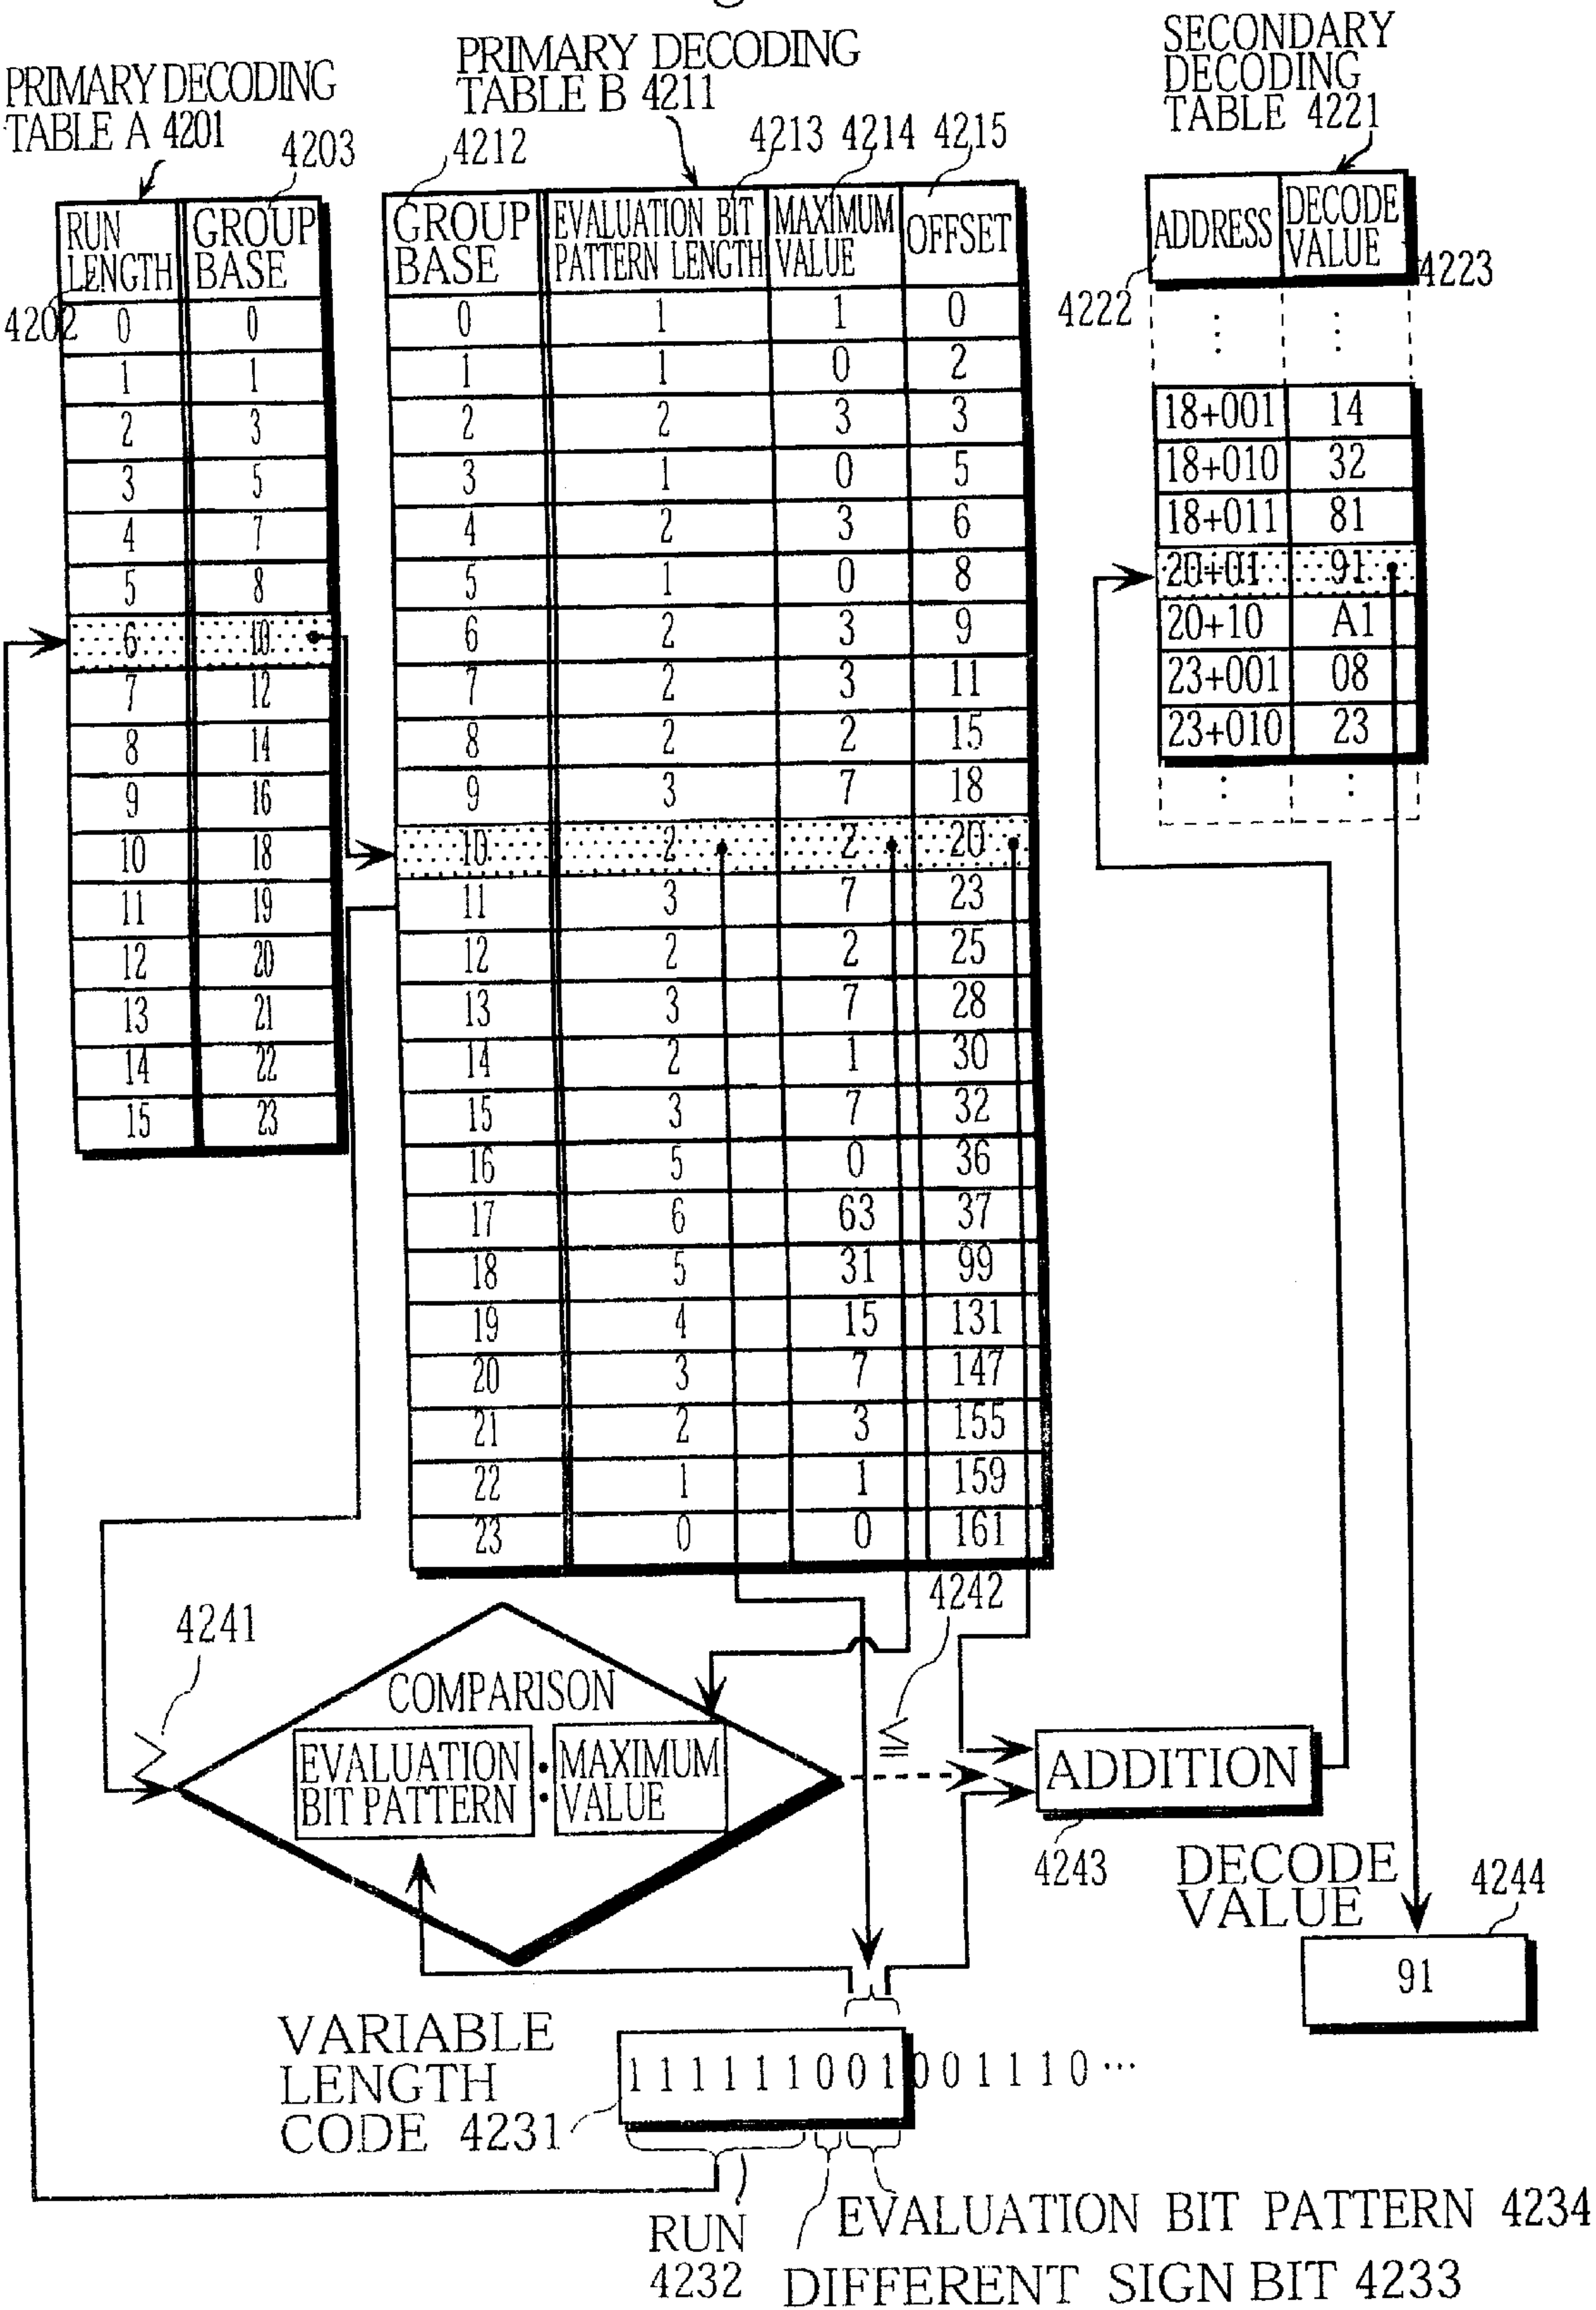 PRIMARY DECODING
TABLE A 4201
4203
RUN
LENGTH
GROUP
BASE
4202
0 0
1 1
2 3
3 5
4 7
5 8
6 10
7 12
8 14
9 16
10 18
11 19
12 20
13 21
14 22
15 23
PRIMARY DECODING
TABLE B 4211
4212
4213
4214
4215
GROUP
BASE
EVALUATION BIT
PATTERN LENGTH
MAXIMUM
VALUE
OFFSET
0 1 1 0
1 1 0 2
2 2 3 3
3 1 0 5
4 2 3 6
5 1 0 8
6 2 3 9
7 2 3 11
8 2 2 15
9 3 7 18
10 2 2 20
11 3 7 23
12 2 2 25
13 3 7 28
14 2 1 30
15 3 7 32
16 5 0 36
17 6 63 37
18 5 31 99
19 4 15 131
20 3 7 147
21 2 3 155
22 1 1 159
23 0 0 161
SECONDARY
DECODING
TABLE 4221
ADDRESS
DECODE
VALUE
4223
4222
⋮ ⋮
18+001 14
18+010 32
18+011 81
20+01 91
20+10 A1
23+001 08
23+010 23
⋮ ⋮
4241
>
4242
≦
COMPARISON
EVALUATION
BIT PATTERN
:
MAXIMUM
VALUE
ADDITION
4243
DECODE
VALUE
4244
91
VARIABLE
LENGTH
CODE 4231
1 1 1 1 1 1 0 0 1 0 0 1 1 1 0 ...
RUN
4232
EVALUATION BIT PATTERN 4234
DIFFERENT SIGN BIT 4233